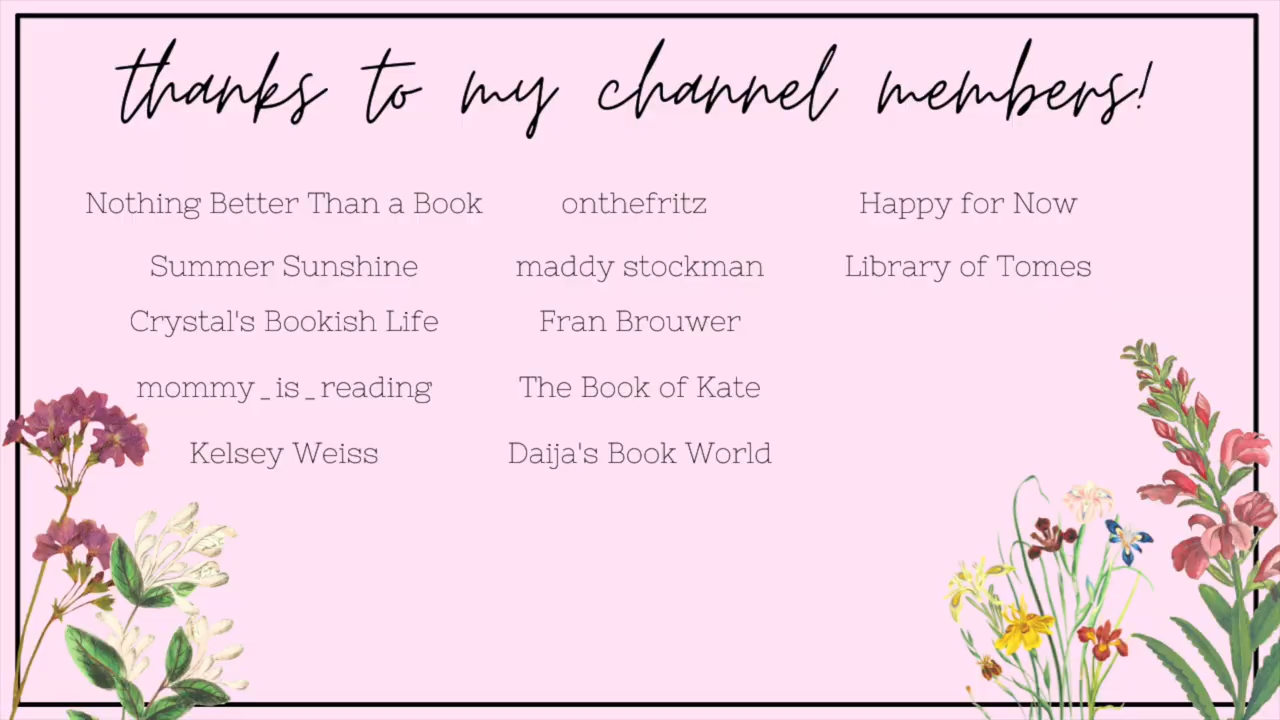 thanks to my channel members!
Nothing Better Than a Book
Summer Sunshine
Crystal's Bookish Life
mommy_is_reading
Kelsey Weiss
onthefritz
maddy stockman
Fran Brouwer
The Book of Kate
Daija's Book World
Happy for Now
Library of Tomes